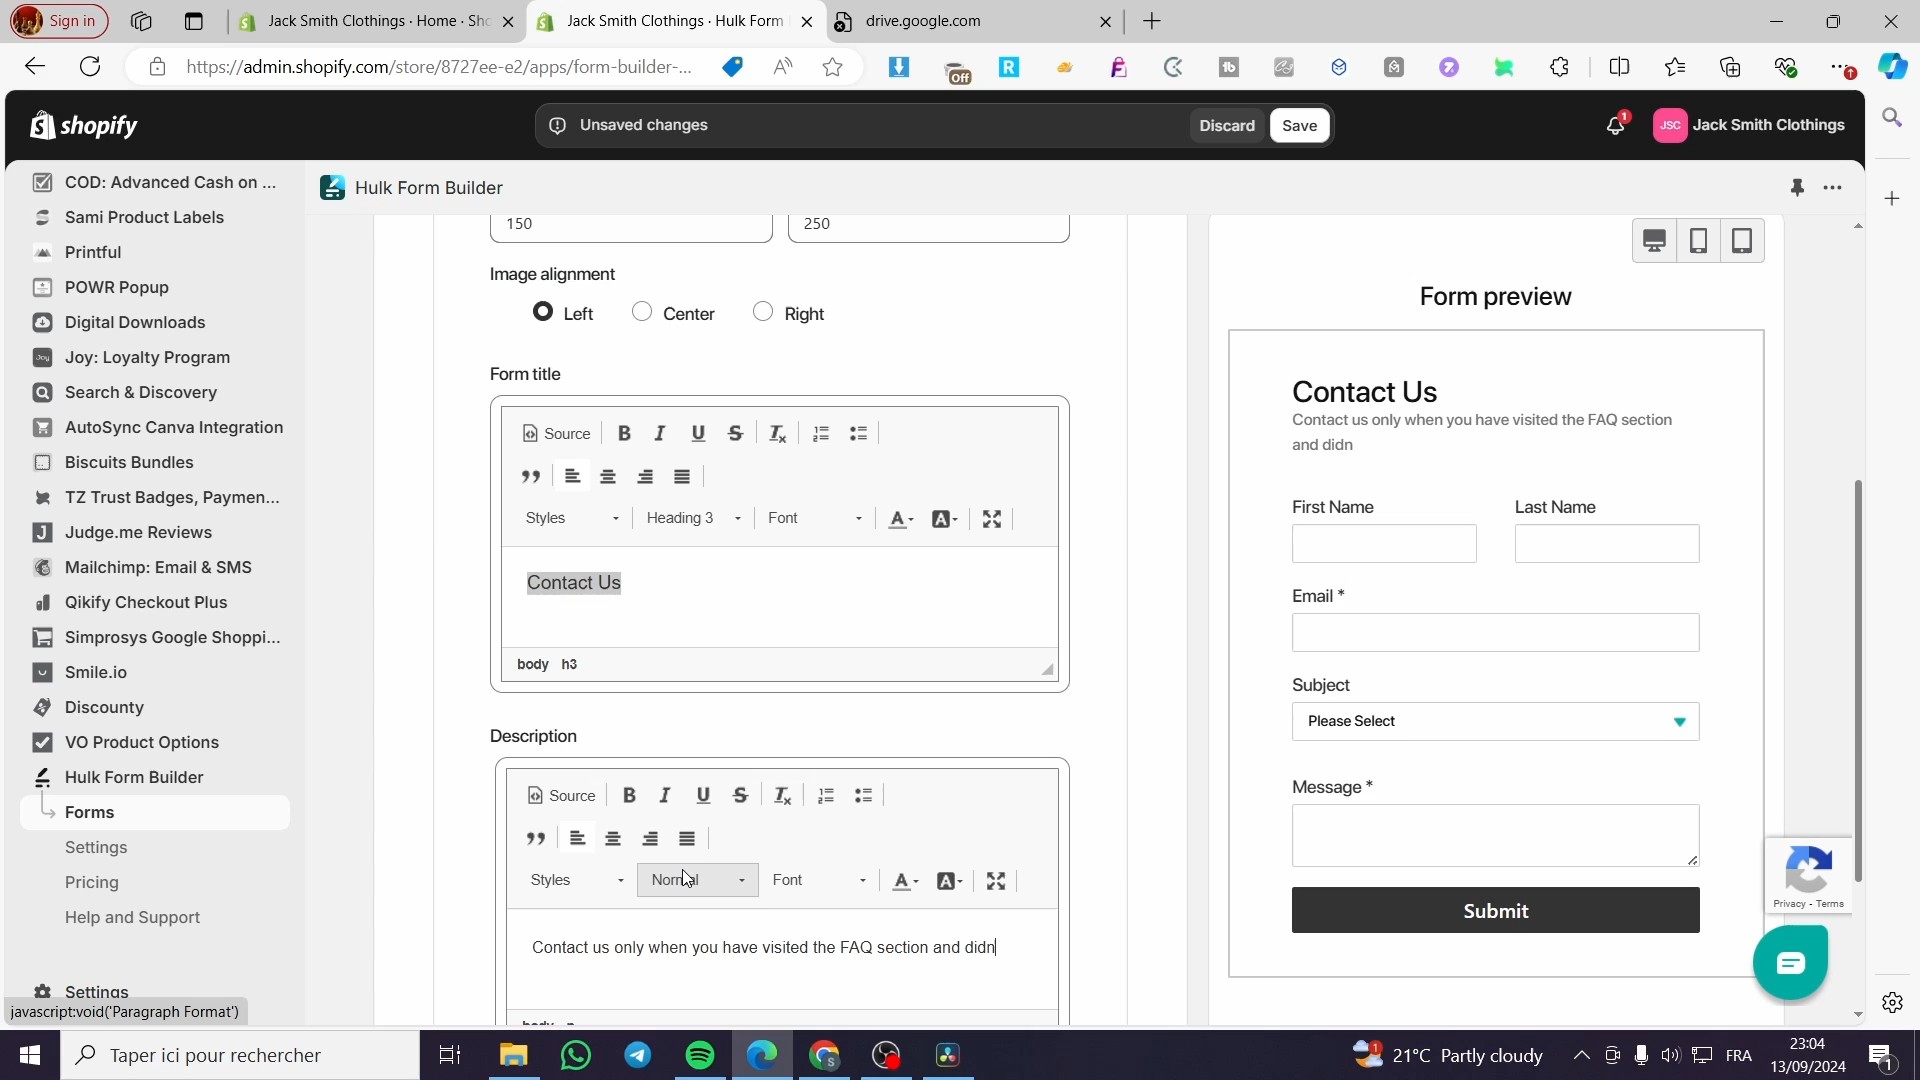 Sign in
Jack Smith Clothings · Home · Sho
Jack Smith Clothings · Hulk Form
drive.google.com
https://admin.shopify.com/store/8727ee-e2/apps/form-builder-...
Off
shopify
Unsaved changes
Discard
Save
1
JSC
Jack Smith Clothings
Hulk Form Builder
COD: Advanced Cash on ...
Sami Product Labels
Printful
POWR Popup
Digital Downloads
Joy: Loyalty Program
Search & Discovery
AutoSync Canva Integration
Biscuits Bundles
TZ Trust Badges, Paymen...
Judge.me Reviews
Mailchimp: Email & SMS
Qikify Checkout Plus
Simprosys Google Shoppi...
Smile.io
Discounty
VO Product Options
Hulk Form Builder
Forms
Settings
Pricing
Help and Support
Settings
javascript:void('Paragraph Format')
150
250
Image alignment
Left
Center
Right
Form title
Source
Styles
Heading 3
Font
Contact Us
body h3
Description
Source
Styles
Normal
Font
Contact us only when you have visited the FAQ section and didn
Form preview
Contact Us
Contact us only when you have visited the FAQ section
and didn
First Name
Last Name
Email *
Subject
Please Select
Message *
Submit
Privacy - Terms
Taper ici pour rechercher
21°C Partly cloudy
FRA
23:04
13/09/2024
1